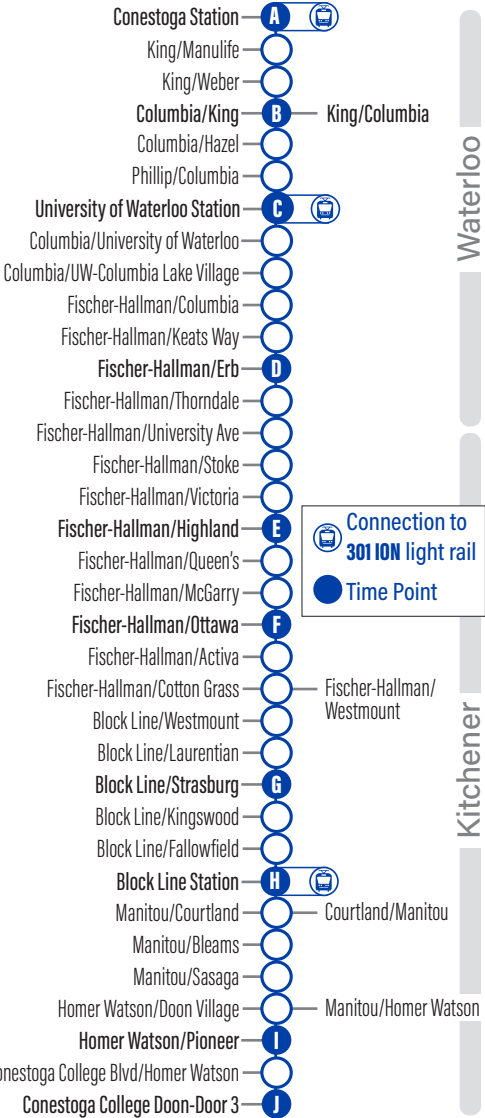 Conestoga Station A
King/Manulife
King/Weber
Columbia/King B King/Columbia
Columbia/Hazel
Phillip/Columbia
University of Waterloo Station C
Columbia/University of Waterloo
Columbia/UW-Columbia Lake Village
Fischer-Hallman/Columbia
Fischer-Hallman/Keats Way
Fischer-Hallman/Erb D
Fischer-Hallman/Thorndale
Fischer-Hallman/University Ave
Fischer-Hallman/Stoke
Fischer-Hallman/Victoria
Fischer-Hallman/Highland E
Fischer-Hallman/Queen's
Fischer-Hallman/McGarry
Fischer-Hallman/Ottawa F
Fischer-Hallman/Activa
Fischer-Hallman/Cotton Grass Fischer-Hallman/
Westmount
Block Line/Westmount
Block Line/Laurentian
Block Line/Strasburg G
Block Line/Kingswood
Block Line/Fallowfield
Block Line Station H
Manitou/Courtland Courtland/Manitou
Manitou/Bleams
Manitou/Sasaga
Homer Watson/Doon Village Manitou/Homer Watson
Homer Watson/Pioneer I
onestoga College Blvd/Homer Watson
Conestoga College Doon-Door 3 J
Waterloo
Kitchener
Connection to
301 ION light rail
Time Point